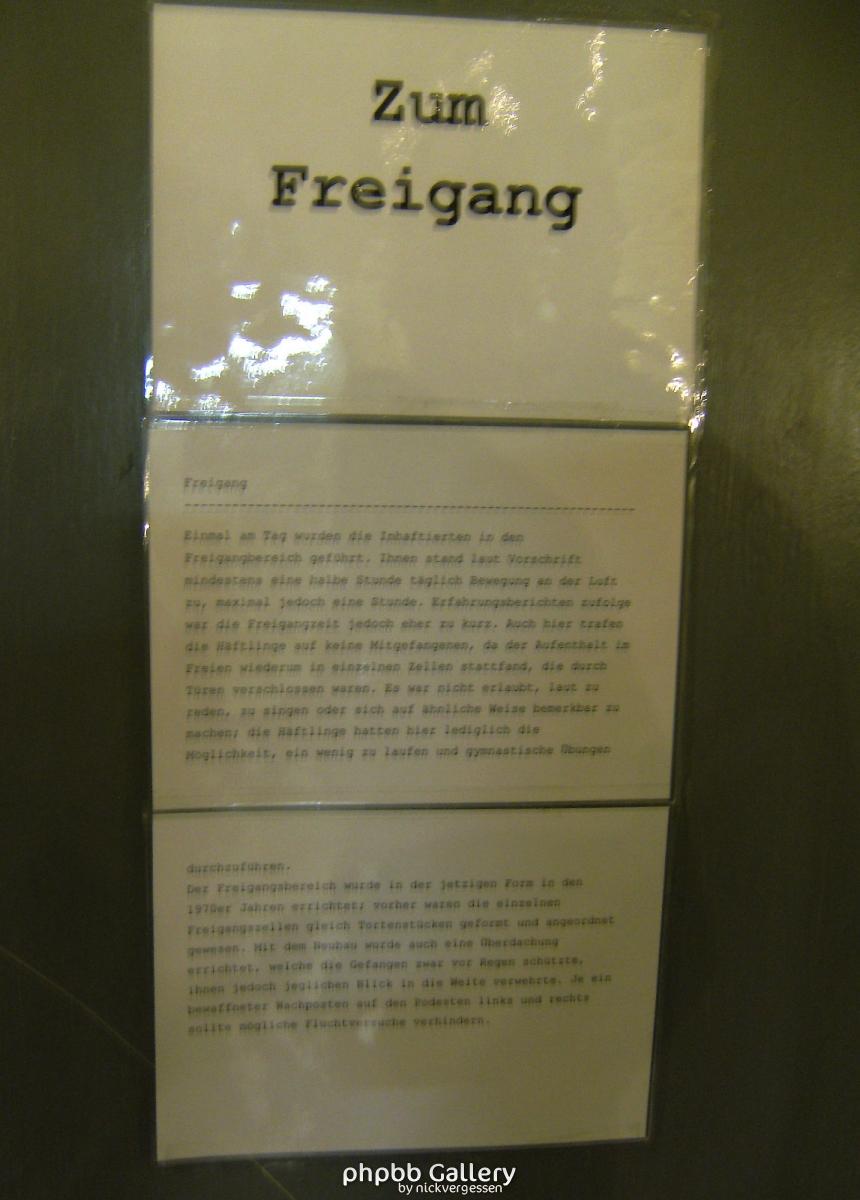 Zum
Freigang
Freigang
Einmal am Tag wurden die Inhaftierten in den
Freigangbereich geführt. Ihnen stand laut Vorschrift
mindestens eine halbe Stunde täglich Bewegung an der Luft
zu, maximal jedoch eine Stunde. Erfahrungsberichten zufolge
war die Freigangzeit jedoch eher zu kurz. Auch hier trafen
die Häftlinge auf keine Mitgefangenen, da der Aufenthalt im
Freien wiederum in einzelnen Zellen stattfand, die durch
Türen verschlossen waren. Es war nicht erlaubt, laut zu
reden, zu singen oder sich auf ähnliche Weise bemerkbar zu
machen; die Häftlinge hatten hier lediglich die
Möglichkeit, ein wenig zu laufen und gymnastische Übungen
durchzuführen.
Der Freigangsbereich wurde in der jetzigen Form in den
1970er Jahren errichtet; vorher waren die einzelnen
Freigangszellen gleich Tortenstücken geformt und angeordnet
gewesen. Mit dem Neubau wurde auch eine Überdachung
errichtet, welche die Gefangen zwar vor Regen schützte,
ihnen jedoch jeglichen Blick in die Weite verwehrte. Je ein
bewaffneter Wachposten auf den Podesten links und rechts
sollte mögliche Fluchtversuche verhindern.
phpbb Gallery
by nickvergessen